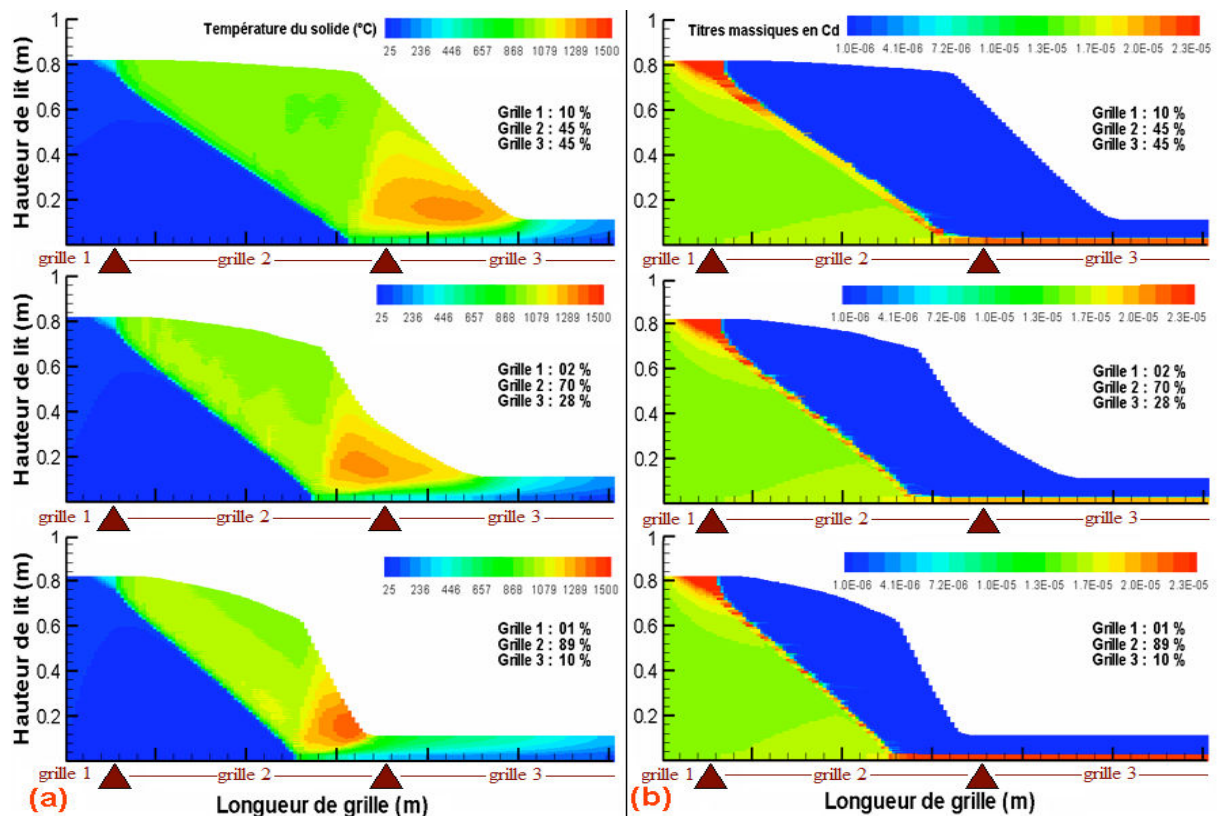 Température du solide (°C)
25 236 446 657 868 1079 1289 1500
Hauteur de lit (m)
1
0.8
0.6
0.4
0.2
Grille 1 : 10 %
Grille 2 : 45 %
Grille 3 : 45 %
grille 1 grille 2 grille 3
25 236 446 657 868 1079 1289 1500
Hauteur de lit (m)
1
0.8
0.6
0.4
0.2
Grille 1 : 02 %
Grille 2 : 70 %
Grille 3 : 28 %
grille 1 grille 2 grille 3
25 236 446 657 868 1079 1289 1500
Hauteur de lit (m)
1
0.8
0.6
0.4
0.2
Grille 1 : 01 %
Grille 2 : 89 %
Grille 3 : 10 %
grille 1 grille 2 grille 3
(a)
Longueur de grille (m)
Titres massiques en Cd
1.0E-06 4.1E-06 7.2E-06 1.0E-05 1.3E-05 1.7E-05 2.0E-05 2.3E-05
Hauteur de lit (m)
1
0.8
0.6
0.4
0.2
Grille 1 : 10 %
Grille 2 : 45 %
Grille 3 : 45 %
grille 1 grille 2 grille 3
1.0E-06 4.1E-06 7.2E-06 1.0E-05 1.3E-05 1.7E-05 2.0E-05 2.3E-05
Hauteur de lit (m)
1
0.8
0.6
0.4
0.2
Grille 1 : 02 %
Grille 2 : 70 %
Grille 3 : 28 %
grille 1 grille 2 grille 3
1.0E-06 4.1E-06 7.2E-06 1.0E-05 1.3E-05 1.7E-05 2.0E-05 2.3E-05
Hauteur de lit (m)
1
0.8
0.6
0.4
0.2
Grille 1 : 01 %
Grille 2 : 89 %
Grille 3 : 10 %
grille 1 grille 2 grille 3
(b)
Longueur de grille (m)